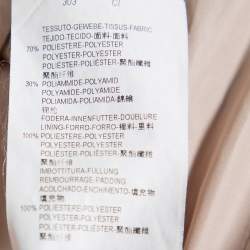 303 CI
TESSUTO-GEWEBE-TISSUS-FABRIC
TEJIDO-TECIDO-面料-面料
70% POLIESTERE-POLYESTER
POLYESTER-POLYESTER
POLIÉSTER-POLIÉSTER-聚酯纖維
聚酯纤维
30% POLIAMMIDE-POLYAMID
POLYAMIDE-POLYAMIDE
POLIAMIDA-POLIAMIDA-錦綸
锦纶
FODERA-INNENFUTTER-DOUBLURE
LINING-FORRO-FORRO-裡料-里料
100% POLIESTERE-POLYESTER
POLYESTER-POLYESTER
POLIÉSTER-POLIÉSTER-聚酯纖維
聚酯纤维
IMBOTTITURA-FÜLLUNG
REMBOURRAGE-PADDING
ACOLCHADO-ENCHIMENTO-填充物
填充物
100% POLIESTERE-POLYESTER
POLYESTER-POLYESTER
POLIÉSTER-POLIÉSTER-聚酯纖維
聚酯纤维